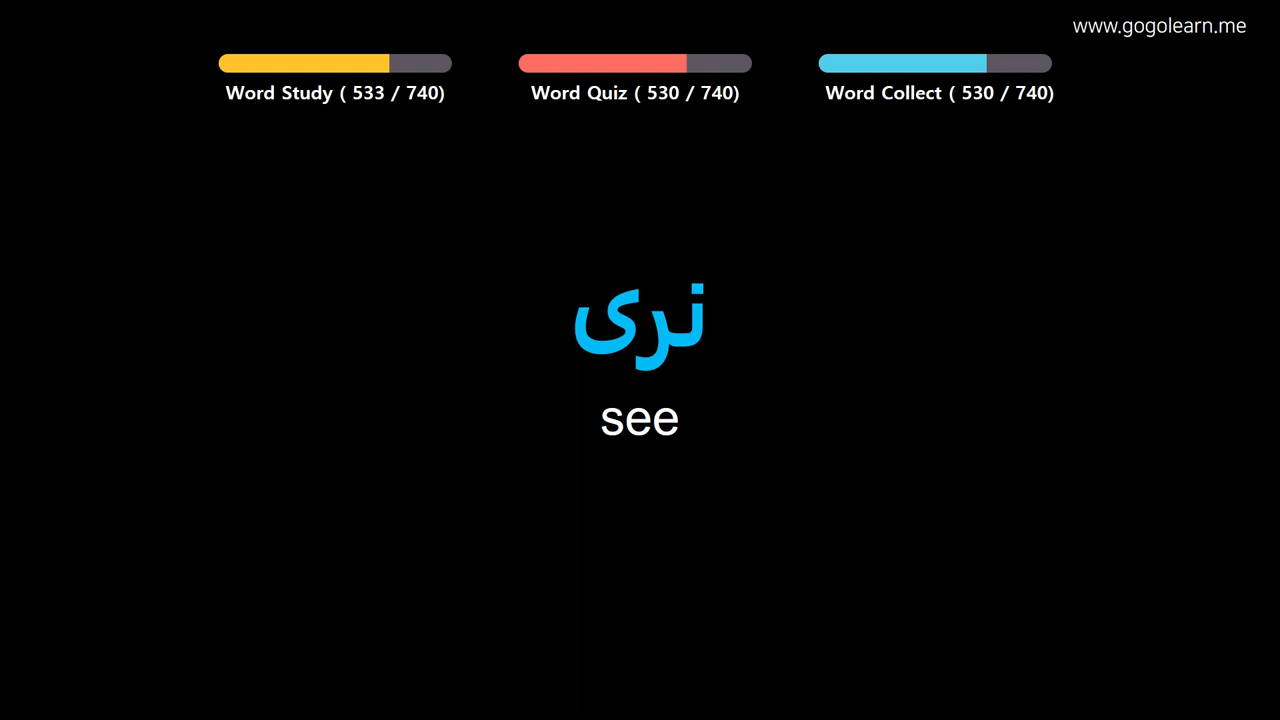 www.gogolearn.me
Word Study ( 533 / 740)
Word Quiz ( 530 / 740)
Word Collect ( 530 / 740)
نرى
see